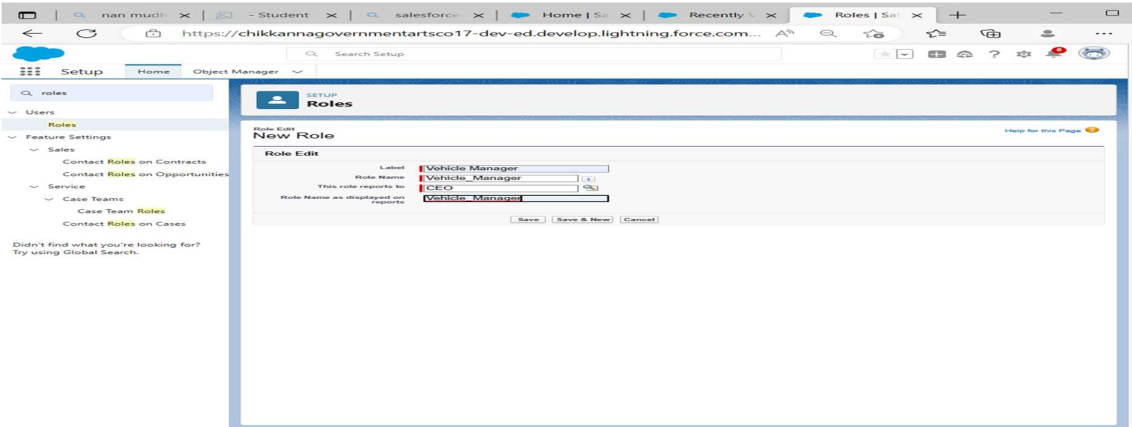 nan mudh
- Student
salesforce
Home | Sa
Recently V
Roles | Sal
https://chikkannagovernmentartsco17-dev-ed.develop.lightning.force.com...
Search Setup
Setup
Home
Object Manager
roles
Users
Roles
Feature Settings
Sales
Contact Roles on Contracts
Contact Roles on Opportunities
Service
Case Teams
Case Team Roles
Contact Roles on Cases
Didn't find what you're looking for?
Try using Global Search.
SETUP
Roles
Role Edit
New Role
Help for this Page
Role Edit
Label Vehicle Manager
Role Name Vehicle_Manager
This role reports to CEO
Role Name as displayed on
reports Vehicle_Manager
Save Save & New Cancel